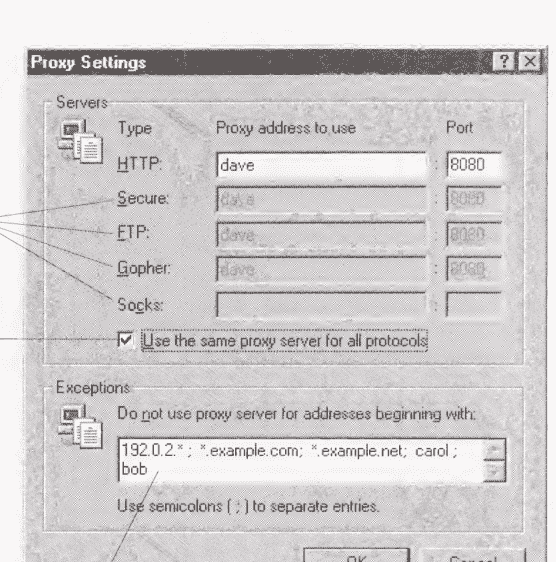 Proxy Settings
Servers
Type Proxy address to use Port
HTTP: dave : 8080
Secure: dave : 8080
FTP: dave : 8080
Gopher: dave : 8080
Socks: :
Use the same proxy server for all protocols
Exceptions
Do not use proxy server for addresses beginning with:
192.0.2.* ; *.example.com; *.example.net; carol ;
bob
Use semicolons ( ; ) to separate entries.
OK Cancel